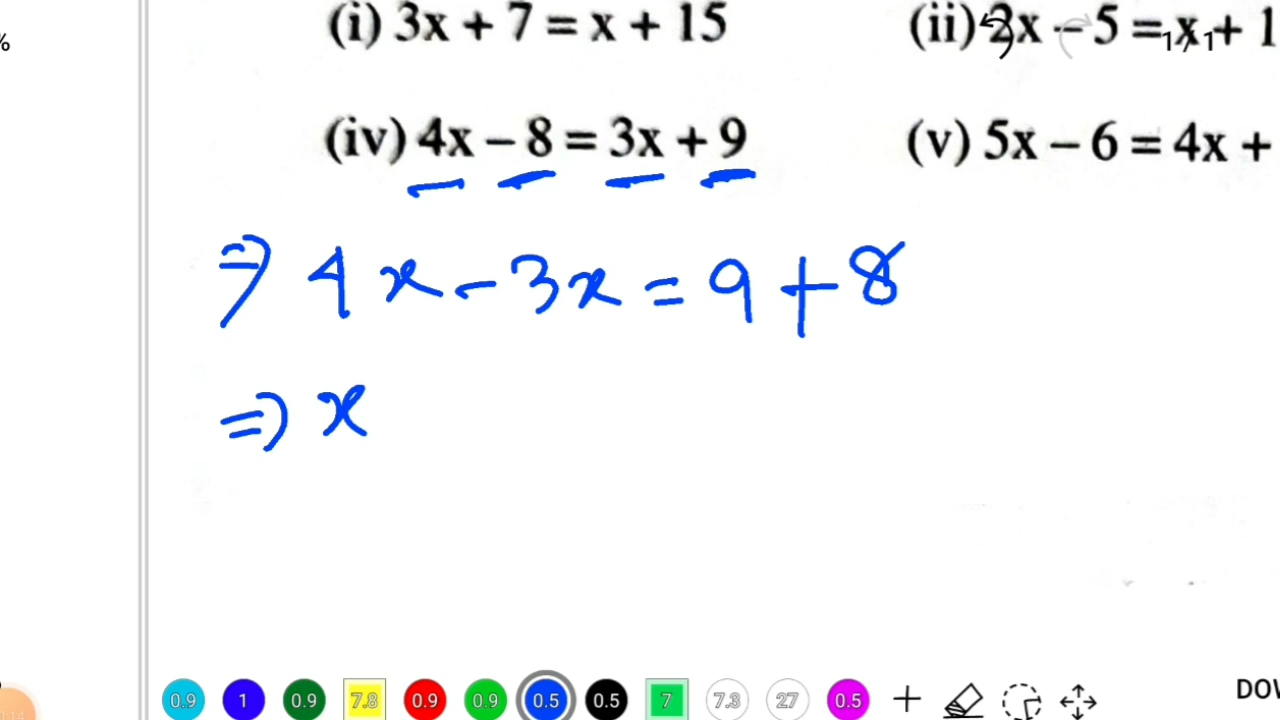 %
(i) 3x + 7 = x + 15
(ii) 2x – 5 = x + 1
1 / 1
(iv) 4x – 8 = 3x + 9
(v) 5x – 6 = 4x +
⇒ 4x - 3x = 9 + 8
⇒ x
0.9 1 0.9 7.8 0.9 0.9 0.5 0.5 7 7.3 27 0.5